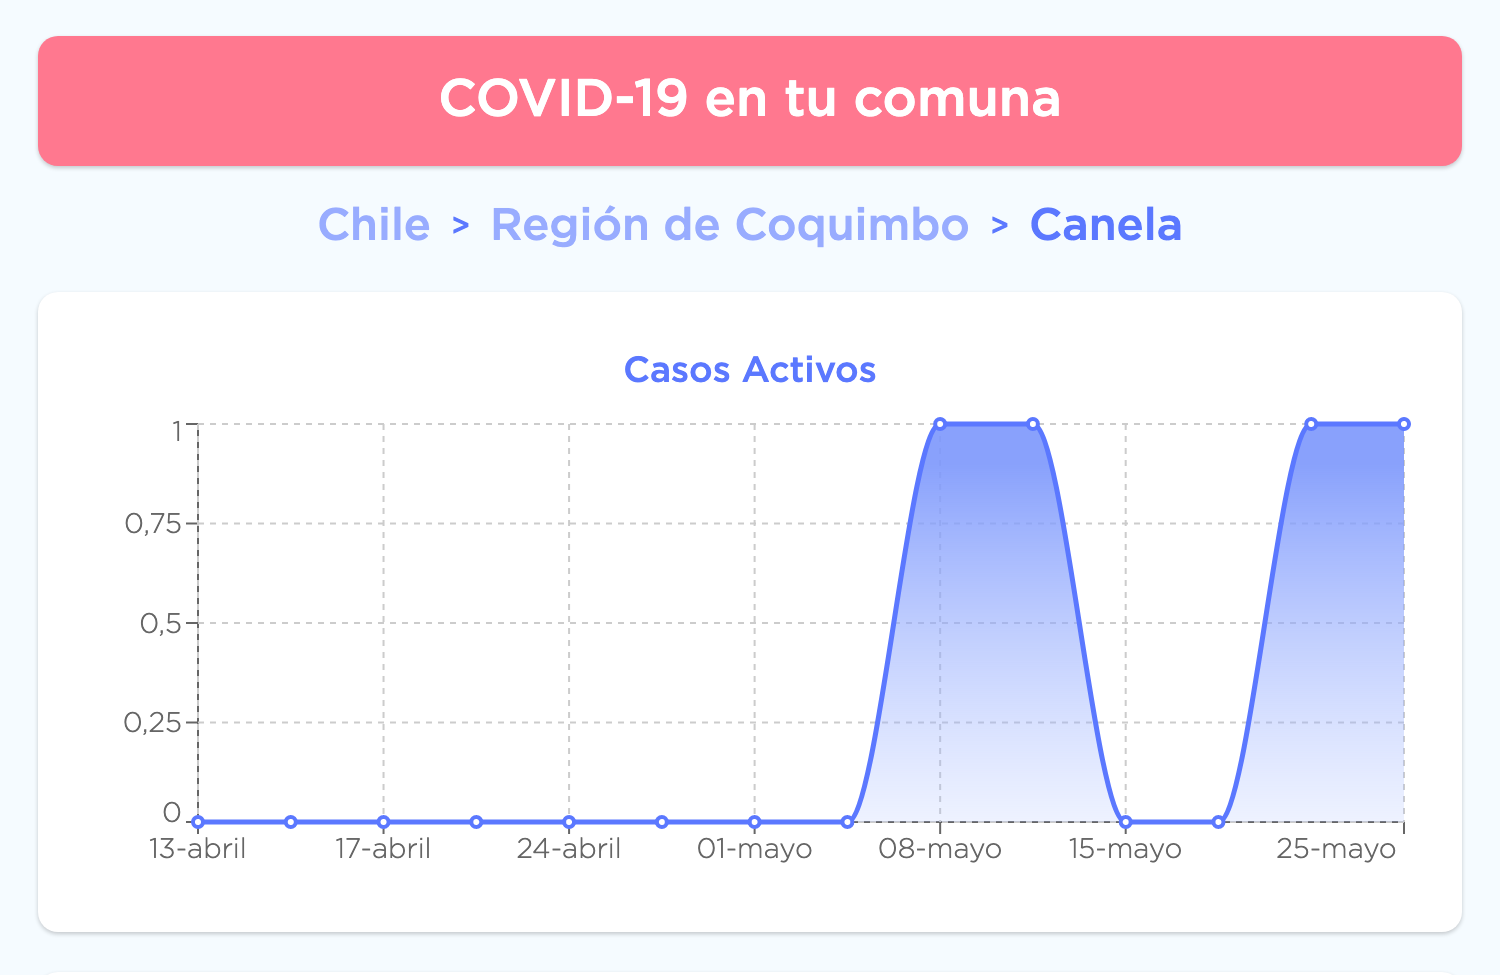 COVID-19 en tu comuna
Chile > Región de Coquimbo > Canela
Casos Activos
1
0,75
0,5
0,25
0
13-abril 17-abril 24-abril 01-mayo 08-mayo 15-mayo 25-mayo